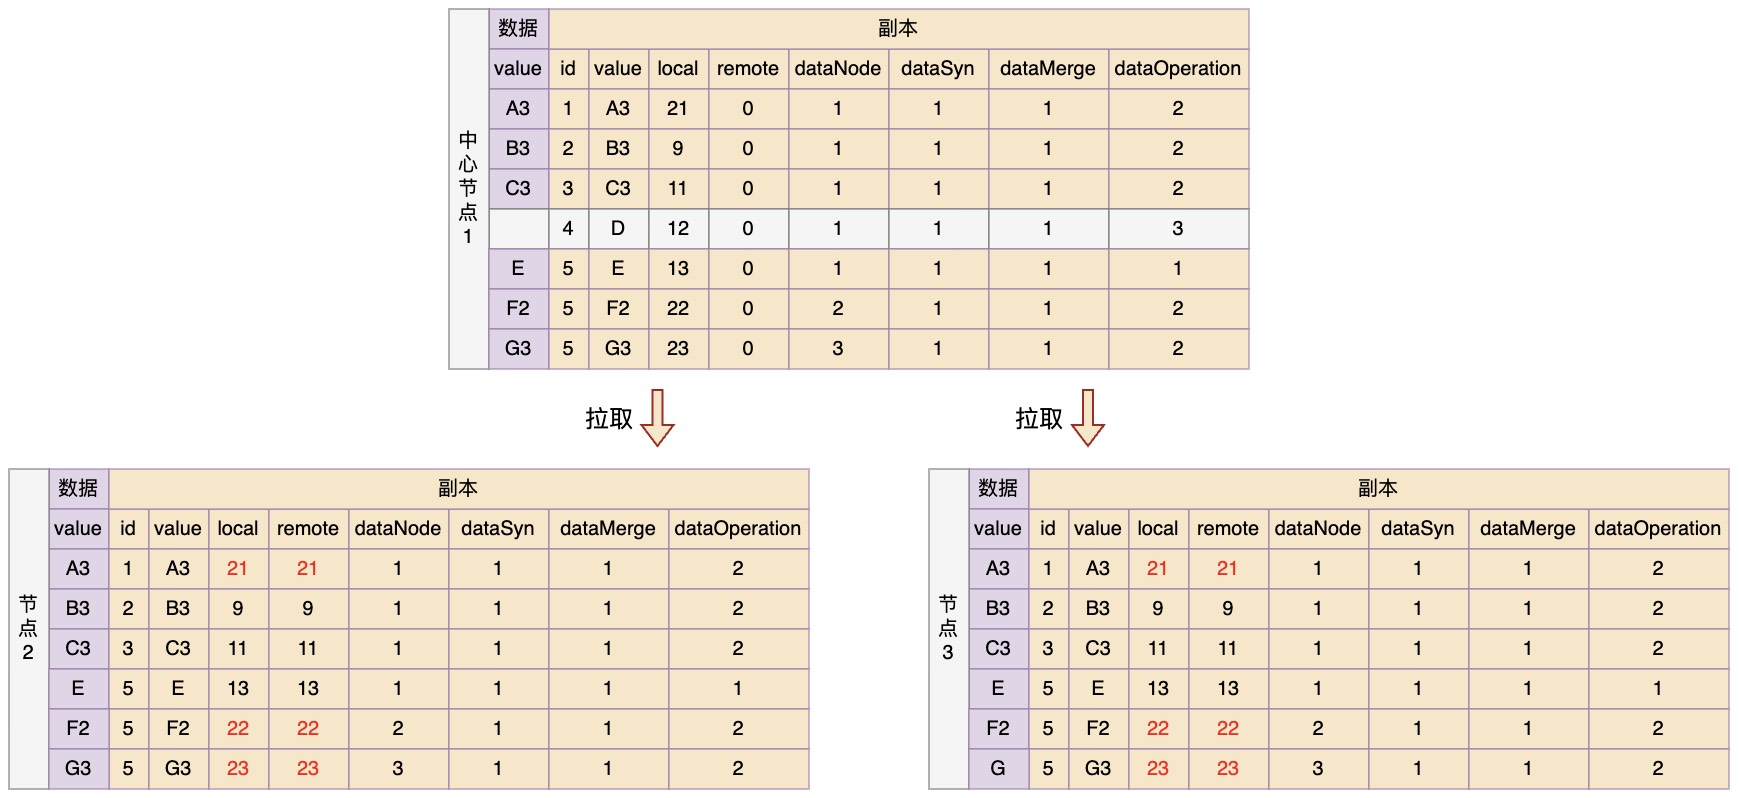 中心节点1
数据 副本
value id value local remote dataNode dataSyn dataMerge dataOperation
A3 1 A3 21 0 1 1 1 2
B3 2 B3 9 0 1 1 1 2
C3 3 C3 11 0 1 1 1 2
4 D 12 0 1 1 1 3
E 5 E 13 0 1 1 1 1
F2 5 F2 22 0 2 1 1 2
G3 5 G3 23 0 3 1 1 2
拉取 拉取
节点2
数据 副本
value id value local remote dataNode dataSyn dataMerge dataOperation
A3 1 A3 21 21 1 1 1 2
B3 2 B3 9 9 1 1 1 2
C3 3 C3 11 11 1 1 1 2
E 5 E 13 13 1 1 1 1
F2 5 F2 22 22 2 1 1 2
G3 5 G3 23 23 3 1 1 2
节点3
数据 副本
value id value local remote dataNode dataSyn dataMerge dataOperation
A3 1 A3 21 21 1 1 1 2
B3 2 B3 9 9 1 1 1 2
C3 3 C3 11 11 1 1 1 2
E 5 E 13 13 1 1 1 1
F2 5 F2 22 22 2 1 1 2
G 5 G3 23 23 3 1 1 2